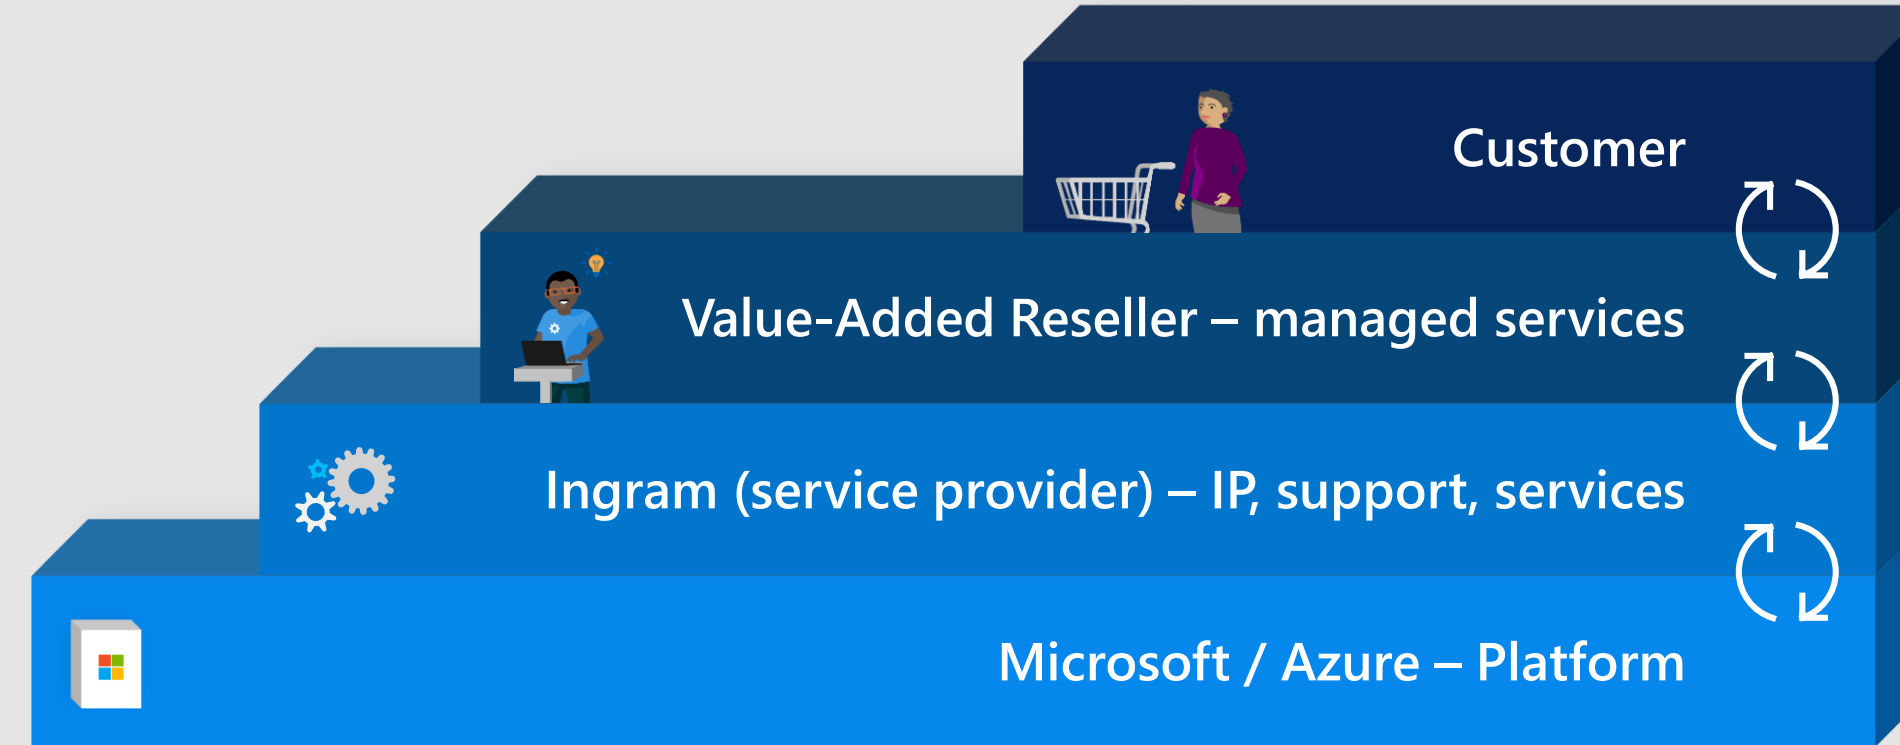 Customer
Value-Added Reseller – managed services
Ingram (service provider) – IP, support, services
Microsoft / Azure – Platform